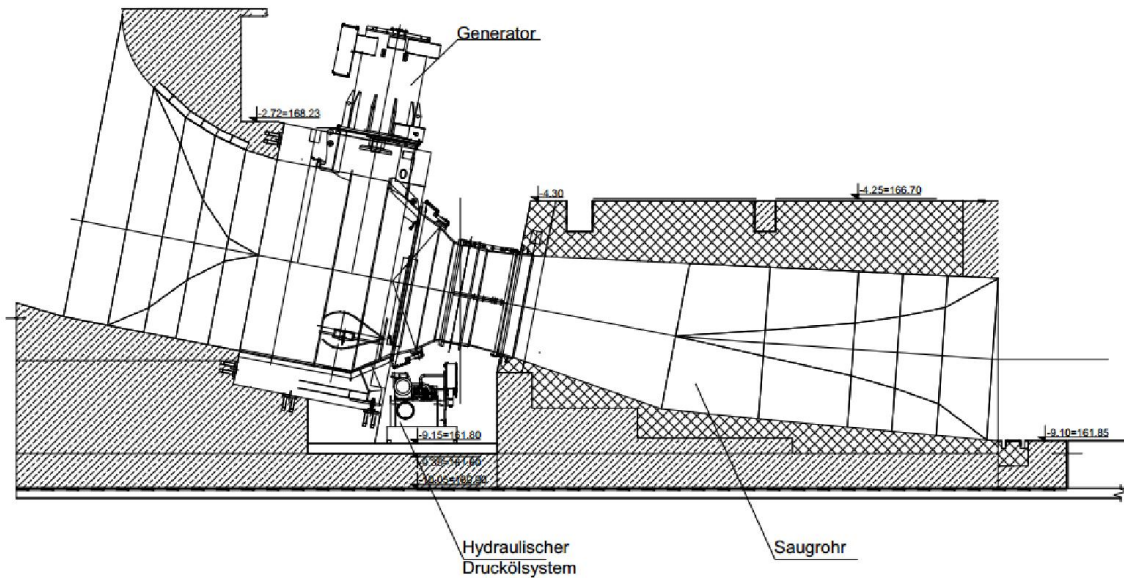 Generator
-2.72=168.23
-4.30
-4.25=166.70
-9.15=161.80
-9.10=161.85
Hydraulischer
Druckölsystem
Saugrohr